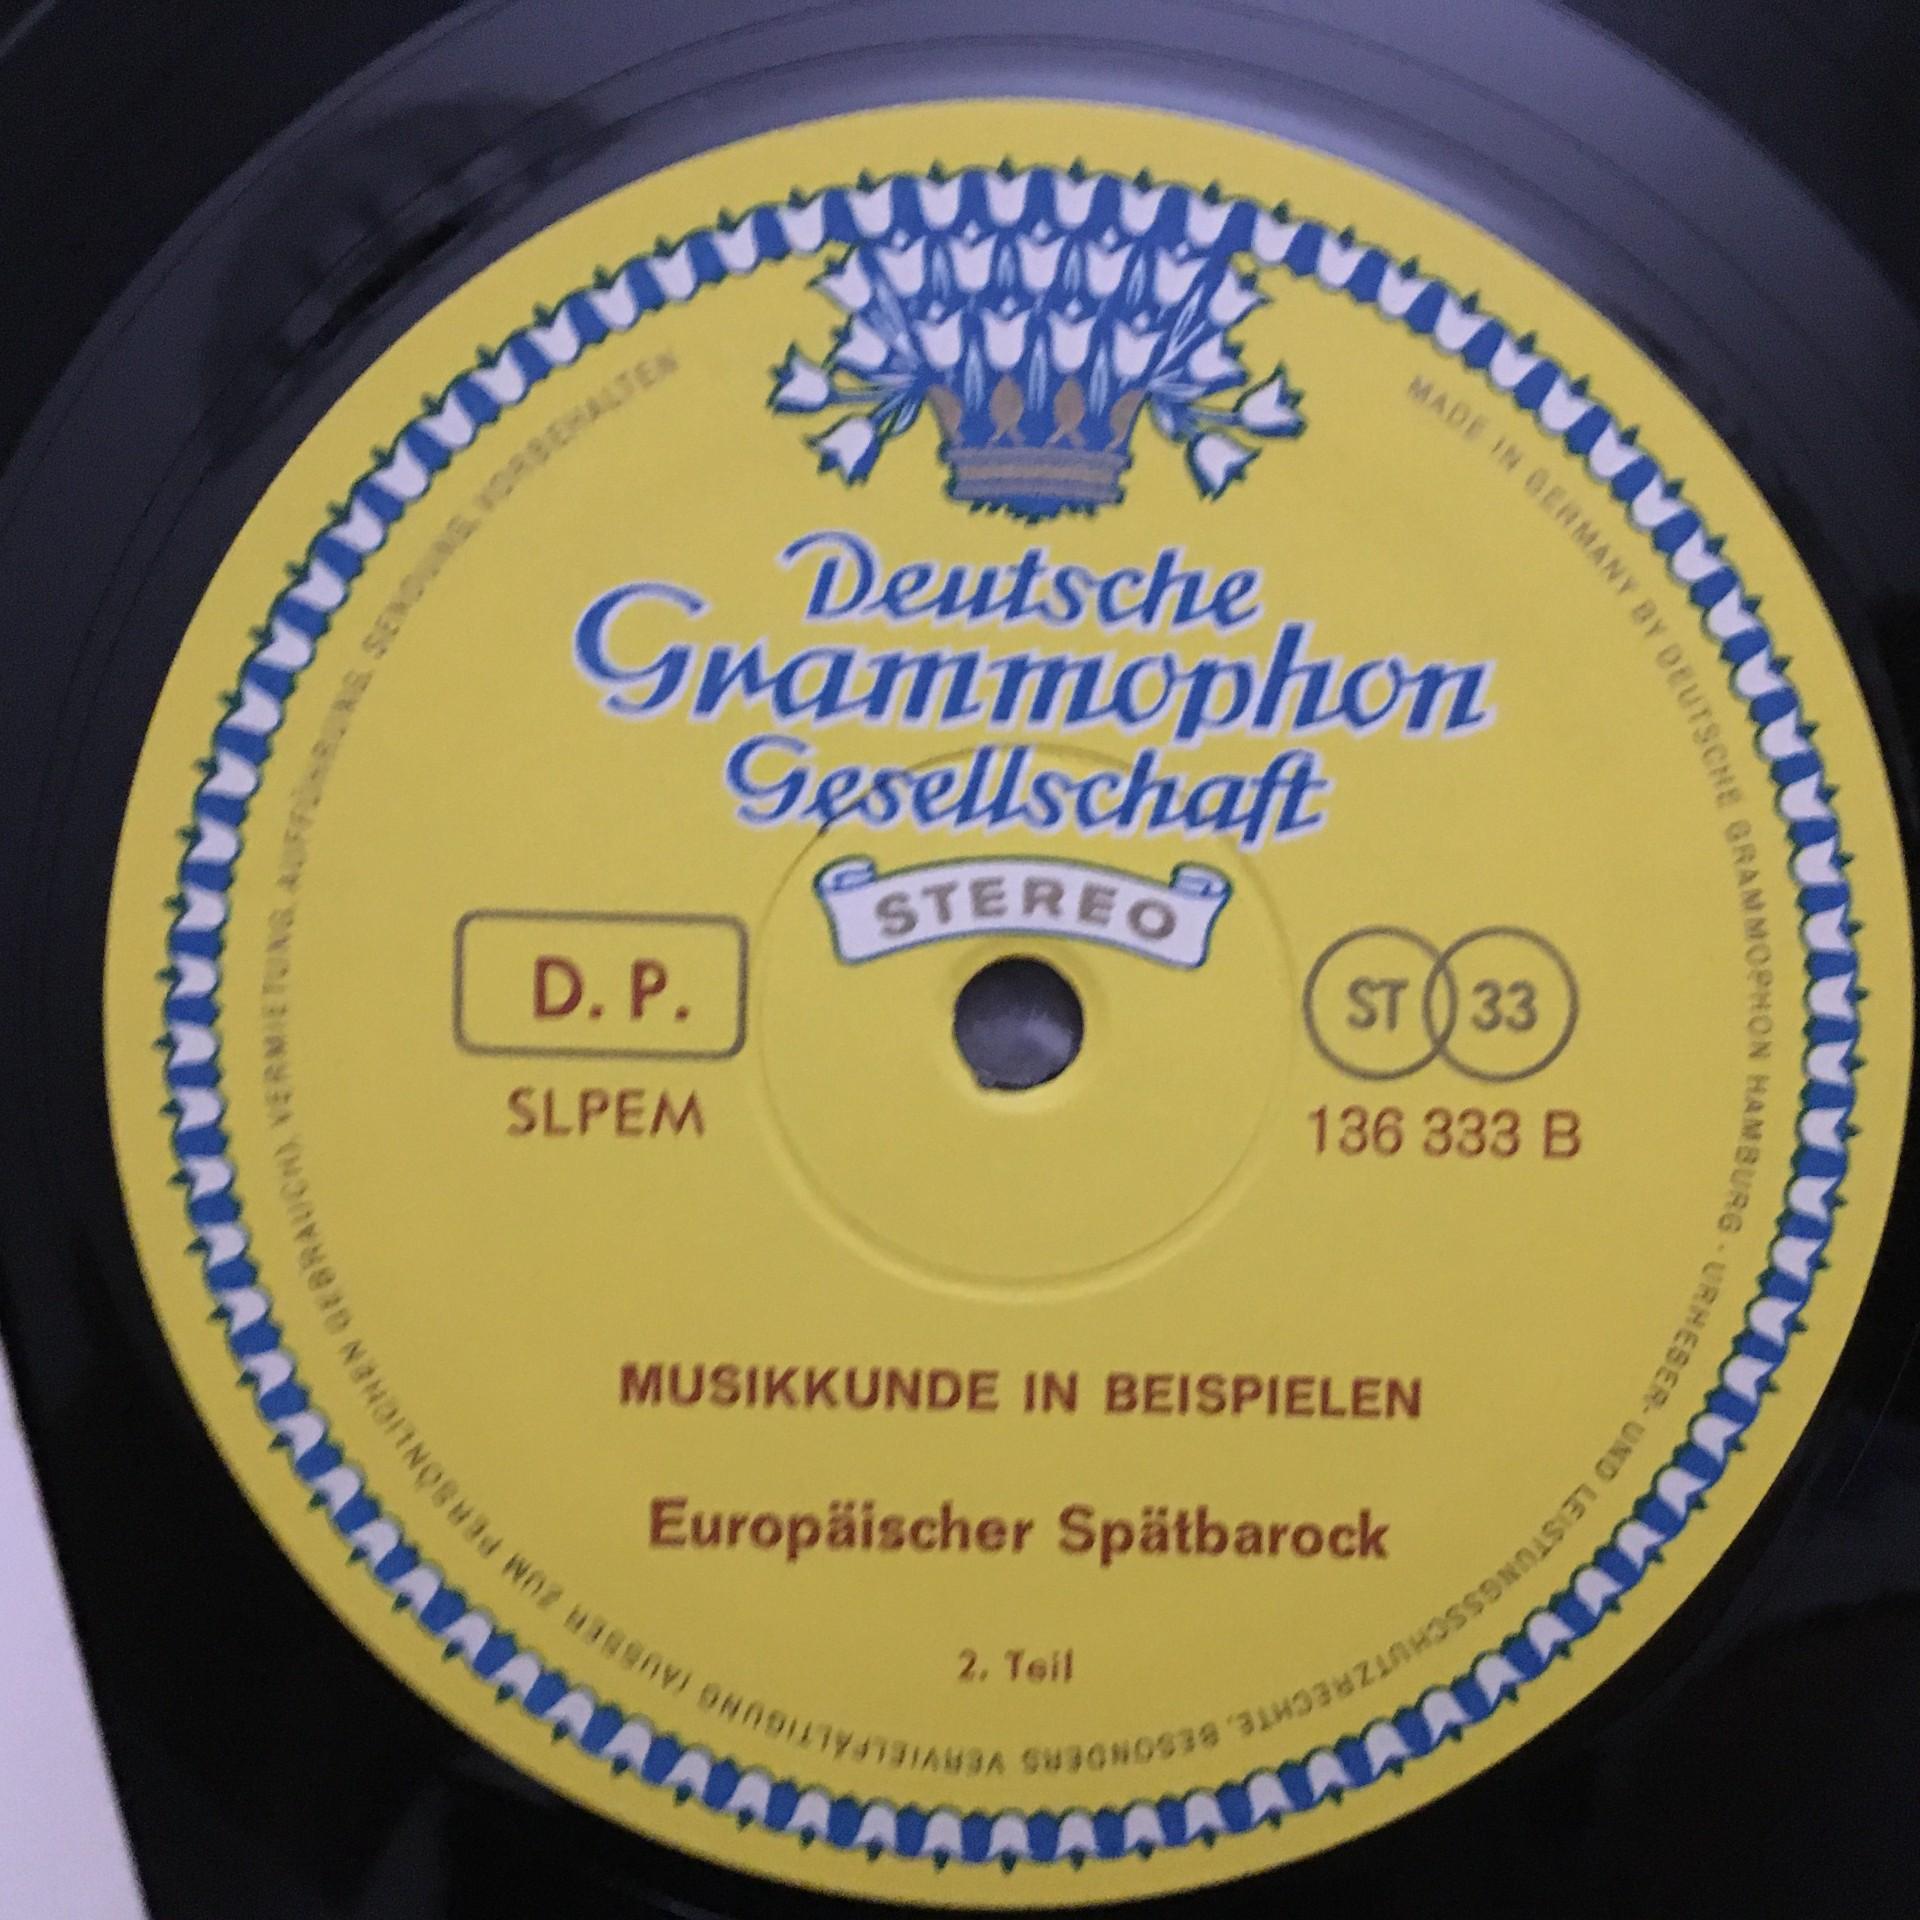 Deutsche
Grammophon
Gesellschaft
STEREO
D. P.
SLPEM
ST 33
136 333 B
MUSIKKUNDE IN BEISPIELEN
Europäischer Spätbarock
2. Teil
MADE IN GERMANY BY DEUTSCHE GRAMMOPHON HAMBURG · URHEBER- UND LEISTUNGSSCHUTZRECHTE, BESONDERS VERVIELFÄLTIGUNG (AUSSER ZUM PERSÖNLICHEN GEBRAUCH), VERMIETUNG, AUFFÜHRUNG, SENDUNG, VORBEHALTEN